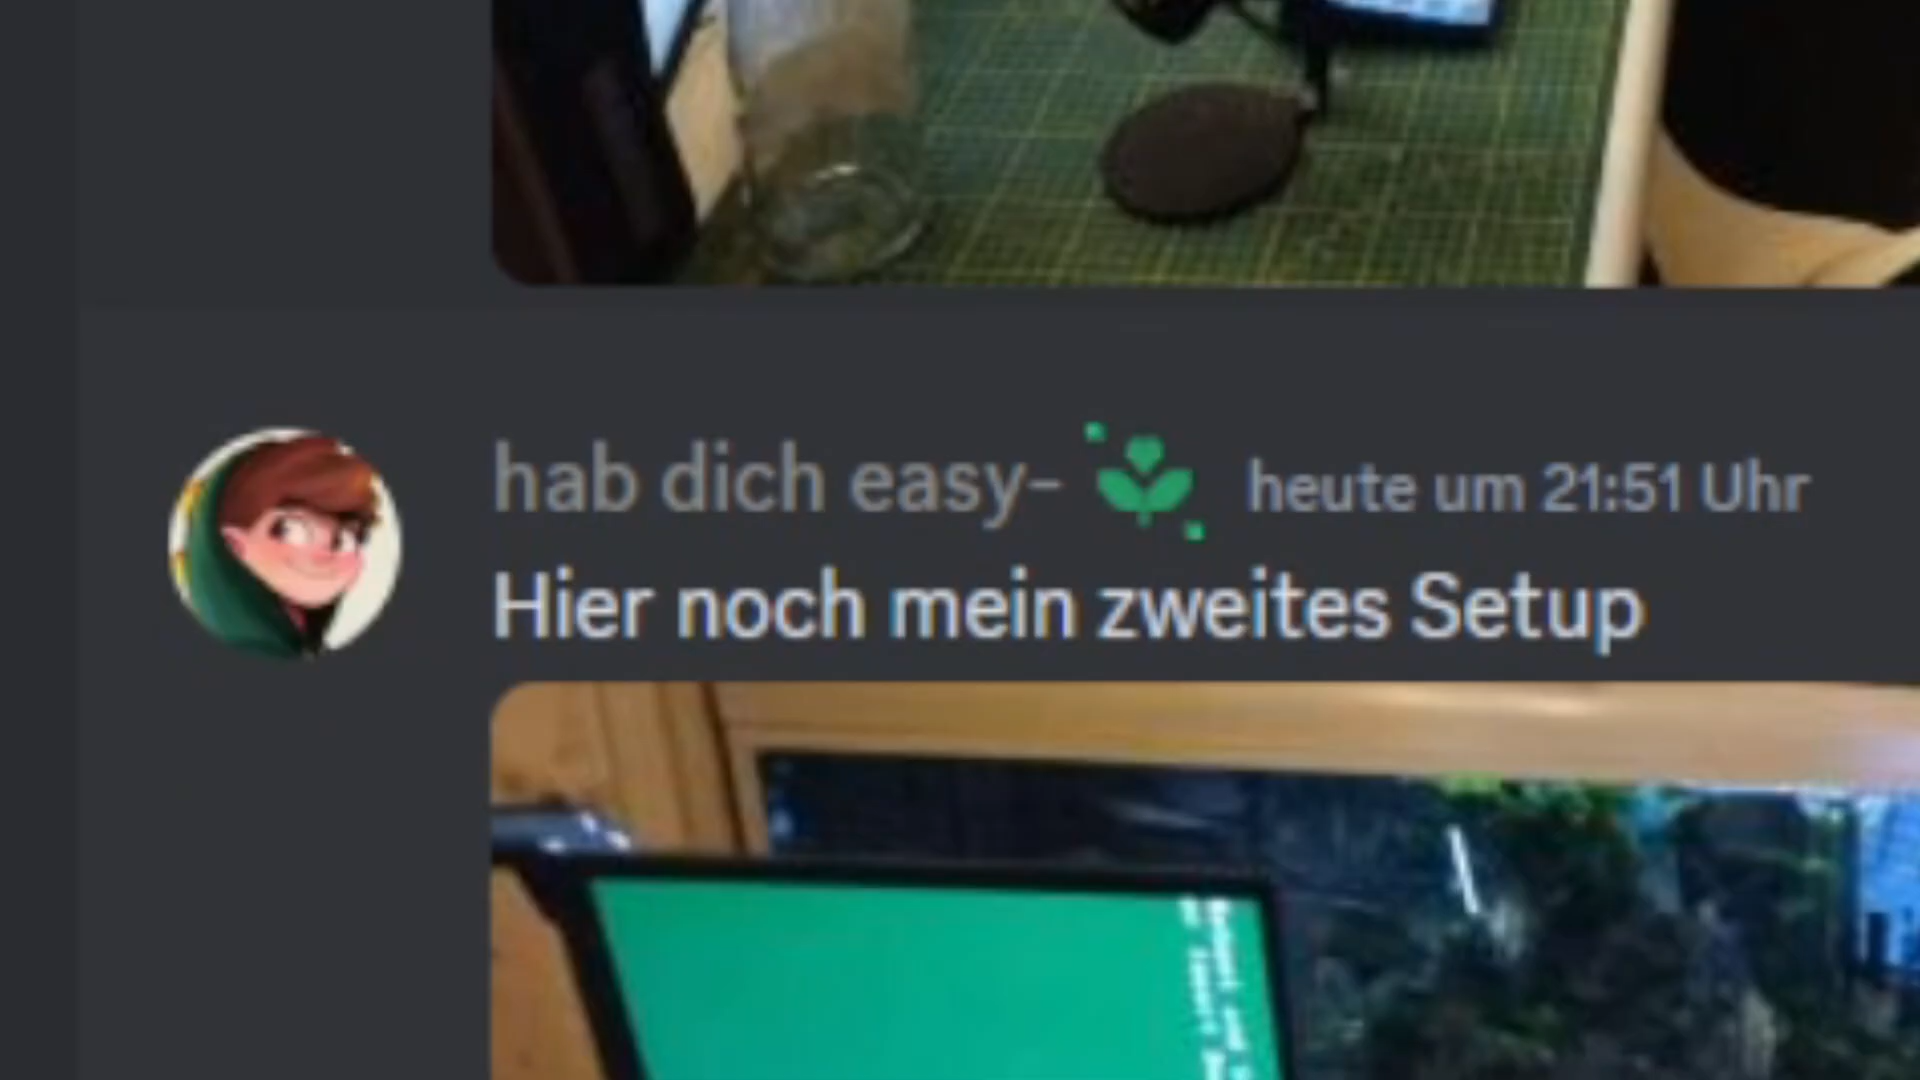 hab dich easy- heute um 21:51 Uhr
Hier noch mein zweites Setup